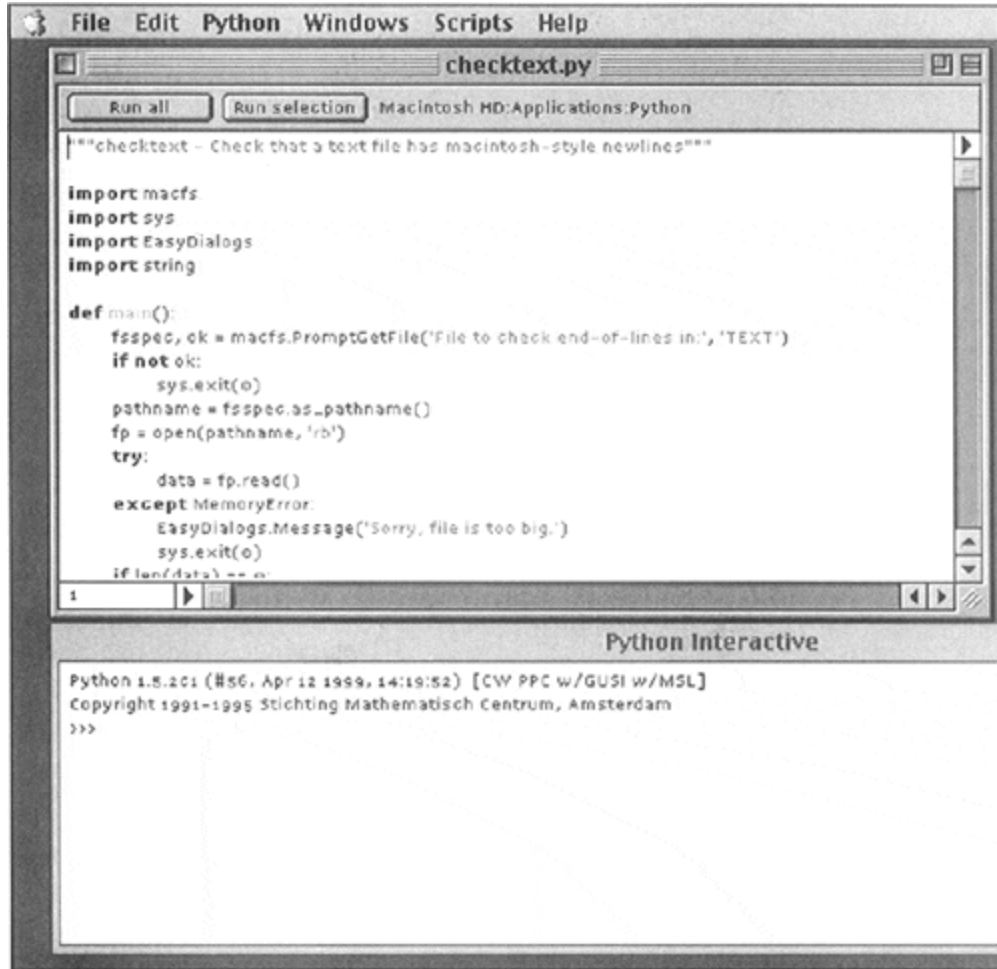 File Edit Python Windows Scripts Help
checktext.py
Run all Run selection Macintosh HD:Applications:Python
"""checktext - Check that a text file has macintosh-style newlines"""
import macfs
import sys
import EasyDialogs
import string
def main():
fsspec, ok = macfs.PromptGetFile('File to check end-of-lines in:', 'TEXT')
if not ok:
sys.exit(0)
pathname = fsspec.as_pathname()
fp = open(pathname, 'rb')
try:
data = fp.read()
except MemoryError:
EasyDialogs.Message('Sorry, file is too big.')
sys.exit(0)
if len(data) == 0:
1
Python Interactive
Python 1.5.2c1 (#56, Apr 12 1999, 14:19:52) [CW PPC w/GUSI w/MSL]
Copyright 1991-1995 Stichting Mathematisch Centrum, Amsterdam
>>>